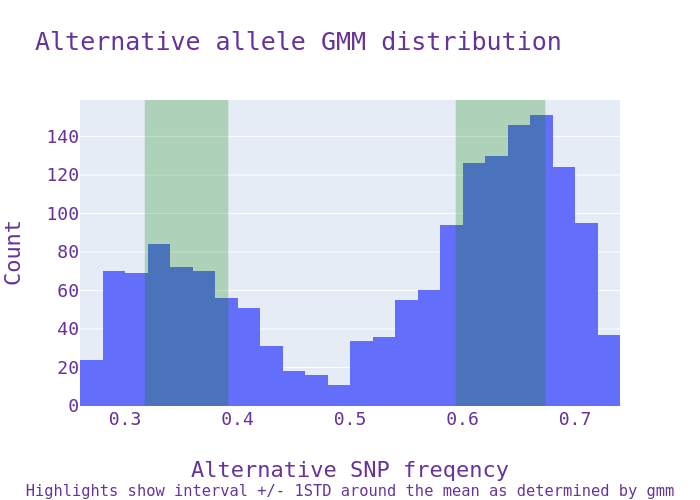 Alternative allele GMM distribution
140
120
100
80
60
40
20
0
Count
0.3 0.4 0.5 0.6 0.7
Alternative SNP freqency
Highlights show interval +/- 1STD around the mean as determined by gmm